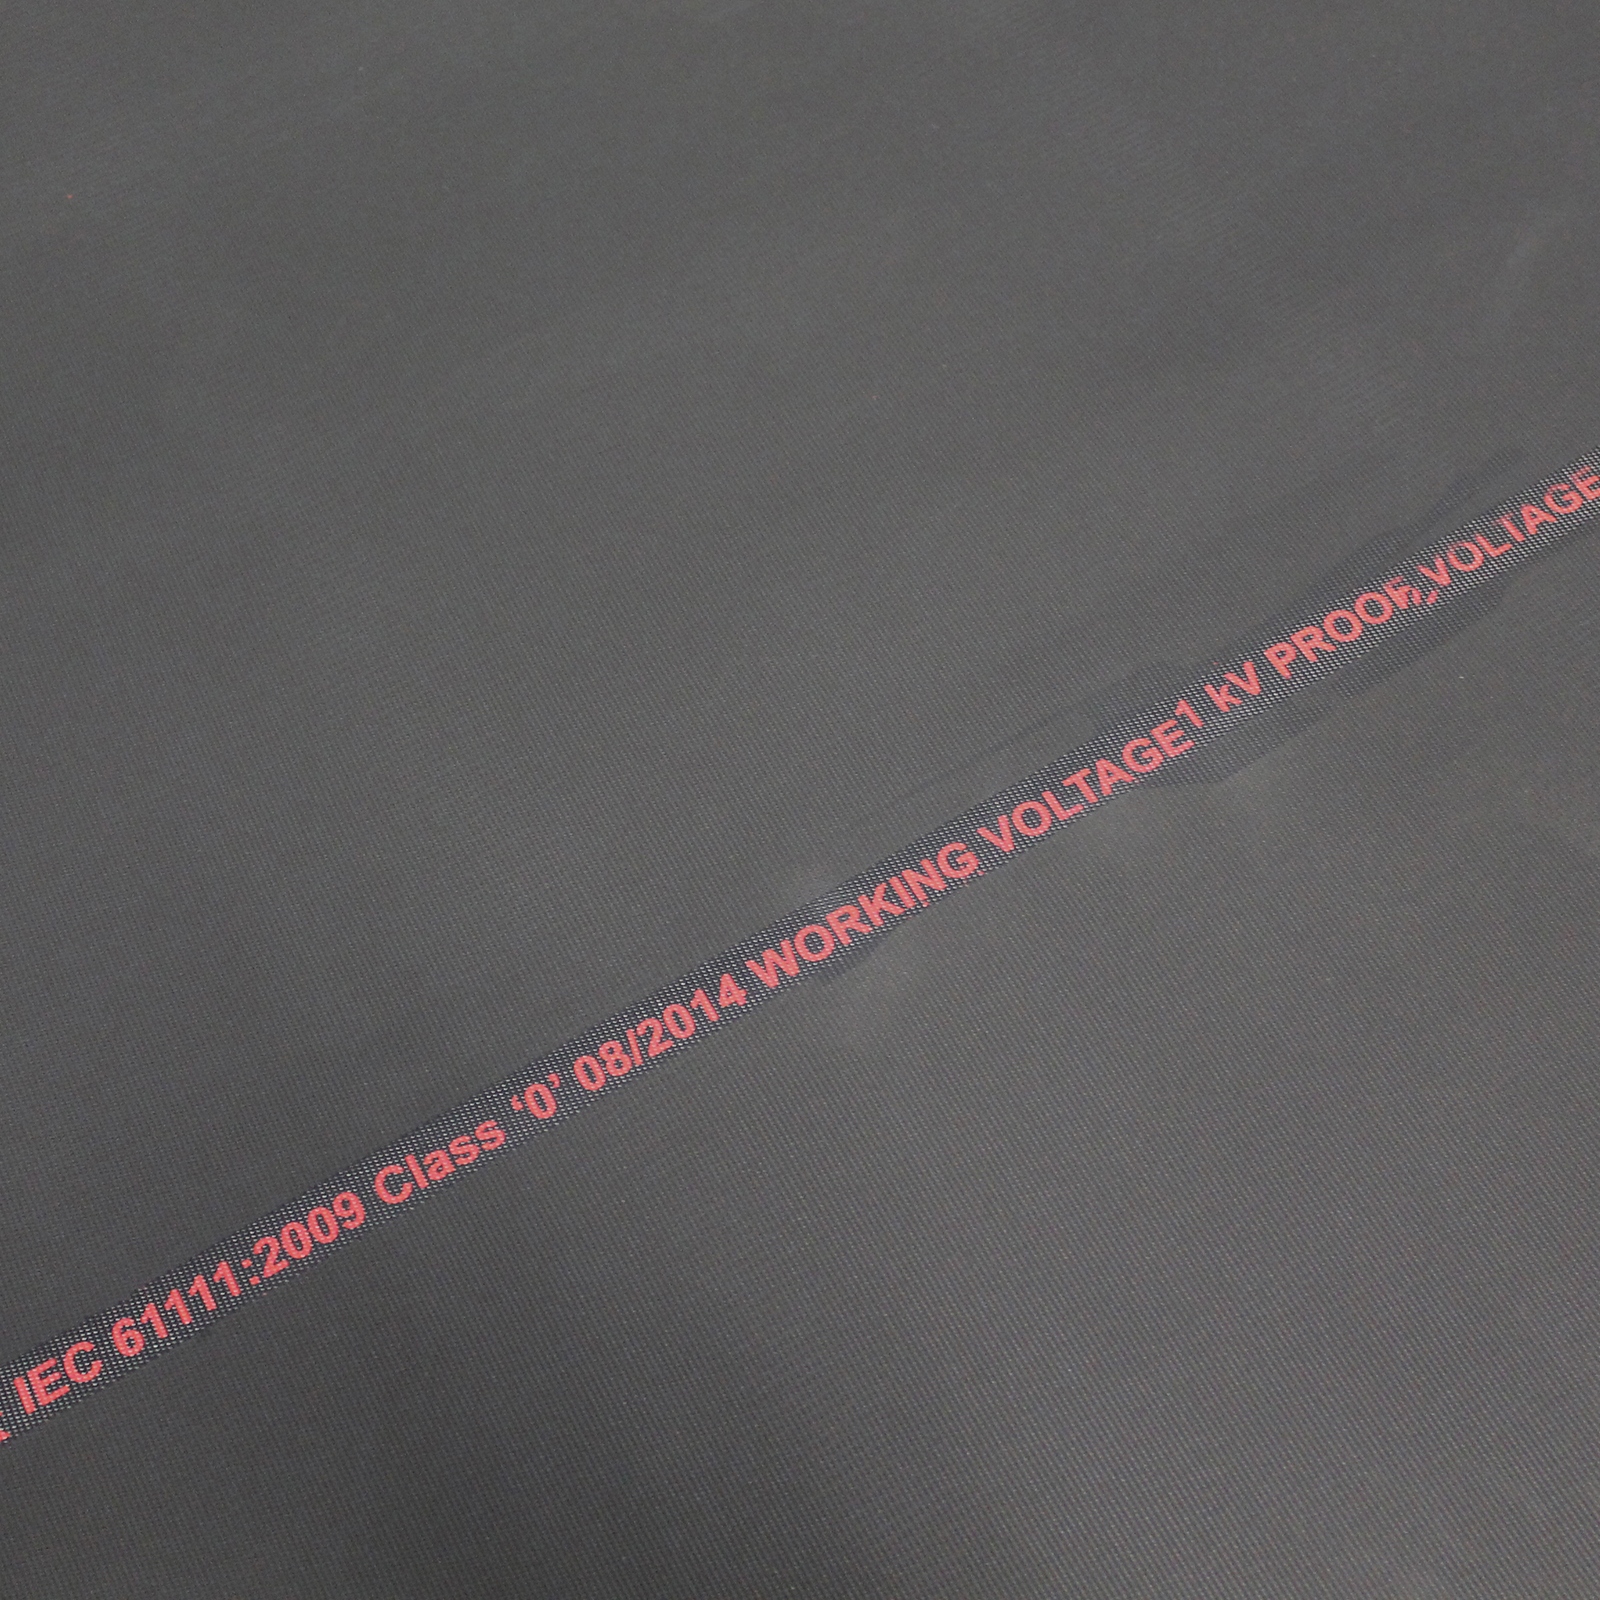 IEC 61111:2009 Class ‘0’ 08/2014 WORKING VOLTAGE1 kV PROOF VOLTAGE